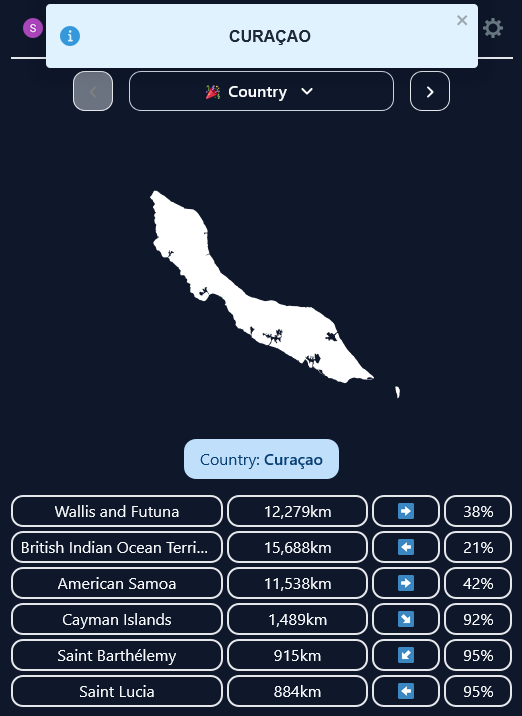 S
CURAÇAO
×
🎉 Country
Country: Curaçao
Wallis and Futuna 12,279km ➡️ 38%
British Indian Ocean Terri... 15,688km ⬅️ 21%
American Samoa 11,538km ➡️ 42%
Cayman Islands 1,489km ↘️ 92%
Saint Barthélemy 915km ↙️ 95%
Saint Lucia 884km ⬅️ 95%